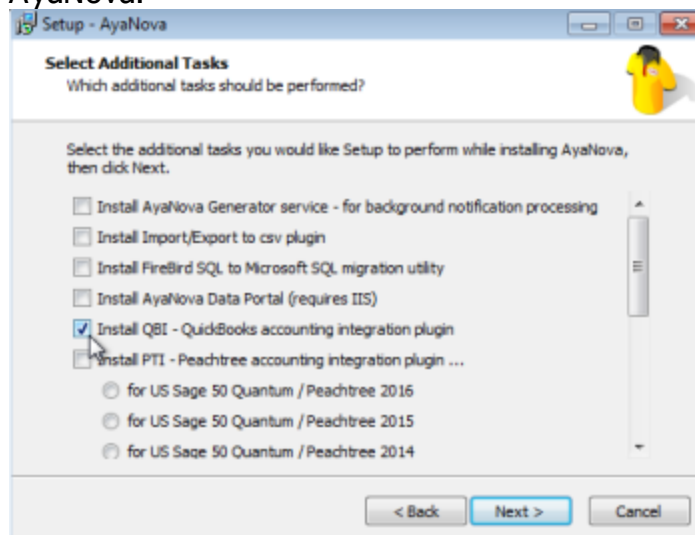 AyaNova.
Setup - AyaNova
Select Additional Tasks
Which additional tasks should be performed?
Select the additional tasks you would like Setup to perform while installing AyaNova,
then click Next.
Install AyaNova Generator service - for background notification processing
Install Import/Export to csv plugin
Install FireBird SQL to Microsoft SQL migration utility
Install AyaNova Data Portal (requires IIS)
Install QBI - QuickBooks accounting integration plugin
Install PTI - Peachtree accounting integration plugin ...
for US Sage 50 Quantum / Peachtree 2016
for US Sage 50 Quantum / Peachtree 2015
for US Sage 50 Quantum / Peachtree 2014
< Back
Next >
Cancel